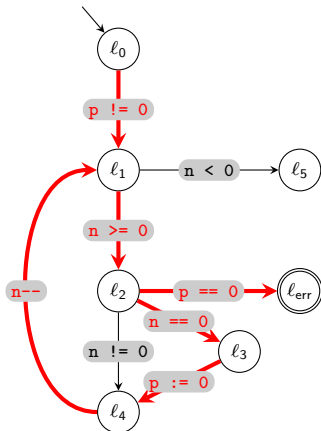 ℓ0
p != 0
ℓ1
n < 0
ℓ5
n >= 0
n--
ℓ2
p == 0
ℓerr
n == 0
n != 0
ℓ3
p := 0
ℓ4